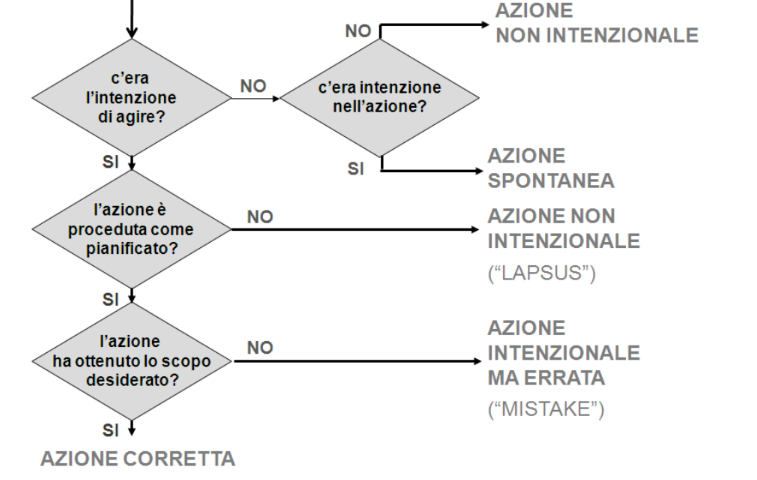 AZIONE
NON INTENZIONALE
NO
c'era
l'intenzione
di agire?
NO
c'era intenzione
nell'azione?
SI
SI
AZIONE
SPONTANEA
l'azione è
proceduta come
pianificato?
NO
AZIONE NON
INTENZIONALE
("LAPSUS")
SI
l'azione
ha ottenuto lo scopo
desiderato?
NO
AZIONE
INTENZIONALE
MA ERRATA
("MISTAKE")
SI
AZIONE CORRETTA